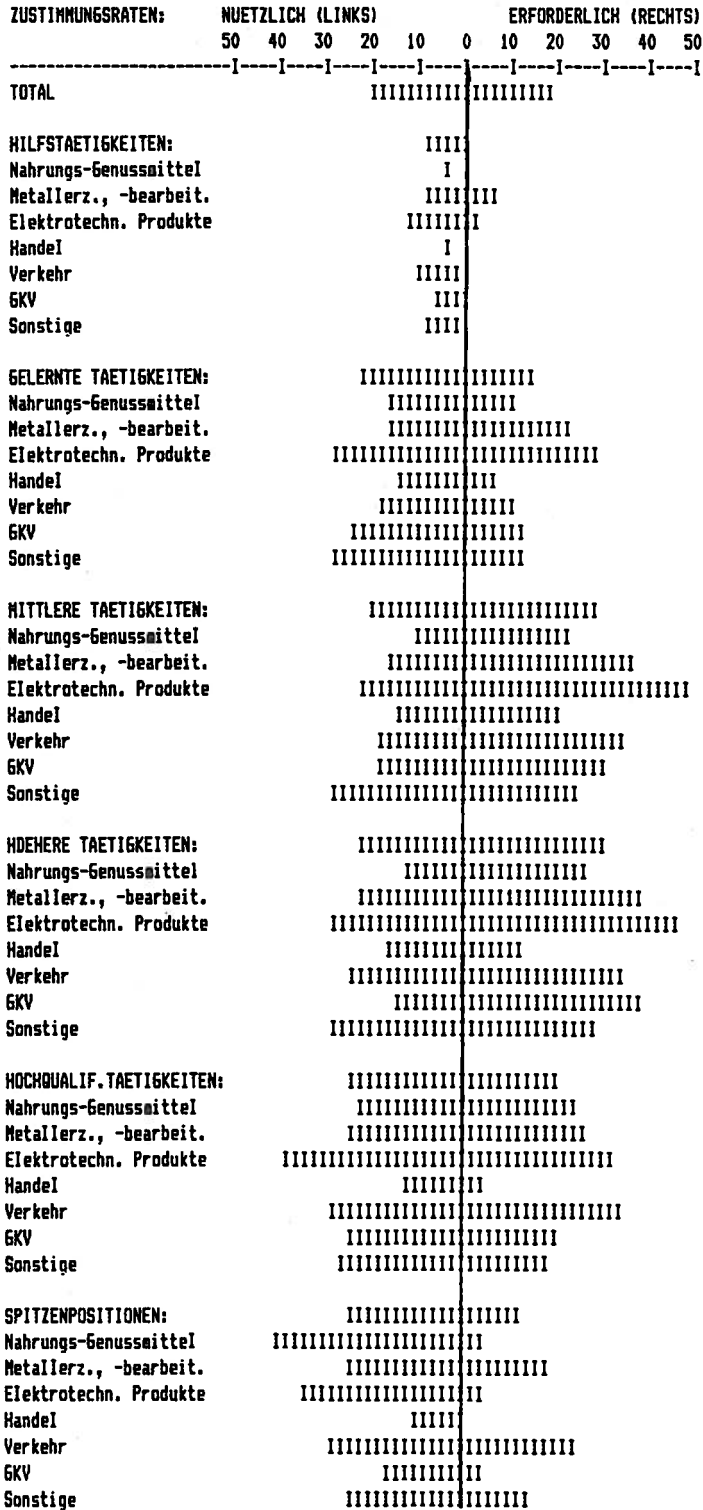 ZUSTIMMUNGSRATEN: NUETZLICH (LINKS) ERFORDERLICH (RECHTS)
50 40 30 20 10 0 10 20 30 40 50
TOTAL
HILFSTAETIGKEITEN:
Nahrungs-Genussmittel
Metallerz., -bearbeit.
Elektrotechn. Produkte
Handel
Verkehr
GKV
Sonstige
GELERNTE TAETIGKEITEN:
Nahrungs-Genussmittel
Metallerz., -bearbeit.
Elektrotechn. Produkte
Handel
Verkehr
GKV
Sonstige
MITTLERE TAETIGKEITEN:
Nahrungs-Genussmittel
Metallerz., -bearbeit.
Elektrotechn. Produkte
Handel
Verkehr
GKV
Sonstige
HOEHERE TAETIGKEITEN:
Nahrungs-Genussmittel
Metallerz., -bearbeit.
Elektrotechn. Produkte
Handel
Verkehr
GKV
Sonstige
HOCHQUALIF.TAETIGKEITEN:
Nahrungs-Genussmittel
Metallerz., -bearbeit.
Elektrotechn. Produkte
Handel
Verkehr
GKV
Sonstige
SPITZENPOSITIONEN:
Nahrungs-Genussmittel
Metallerz., -bearbeit.
Elektrotechn. Produkte
Handel
Verkehr
GKV
Sonstige